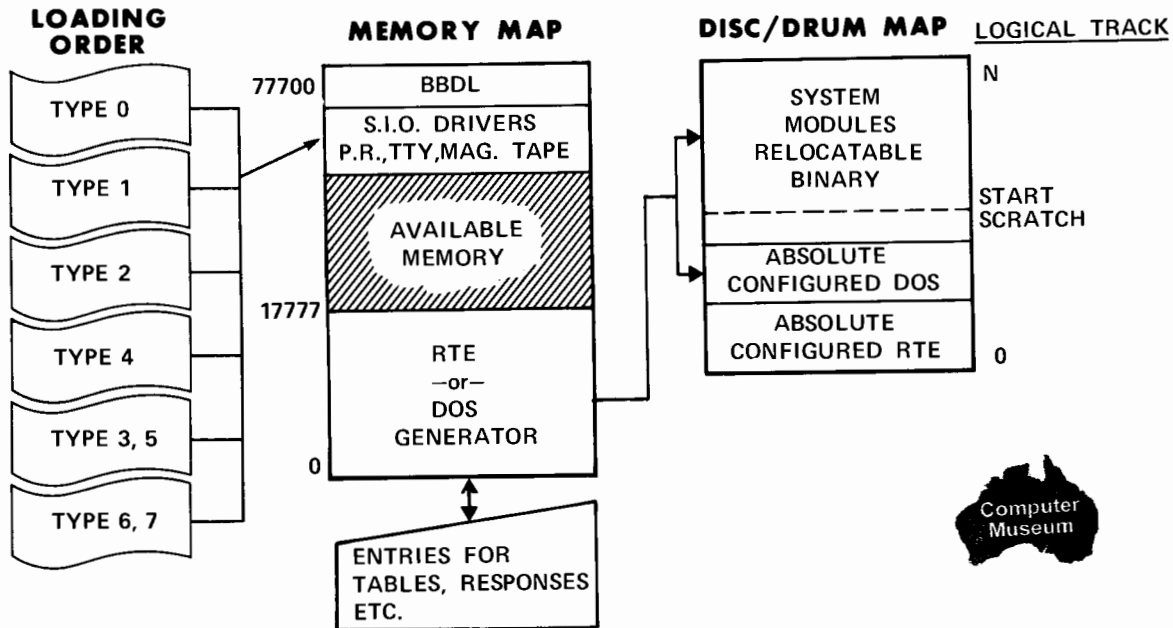 LOADING
ORDER
TYPE 0
TYPE 1
TYPE 2
TYPE 4
TYPE 3, 5
TYPE 6, 7
MEMORY MAP
77700
BBDL
S.I.O. DRIVERS
P.R.,TTY,MAG. TAPE
AVAILABLE
MEMORY
17777
RTE
—or—
DOS
GENERATOR
0
ENTRIES FOR
TABLES, RESPONSES
ETC.
DISC/DRUM MAP
LOGICAL TRACK
N
SYSTEM
MODULES
RELOCATABLE
BINARY
START
SCRATCH
ABSOLUTE
CONFIGURED DOS
ABSOLUTE
CONFIGURED RTE
0
Computer
Museum